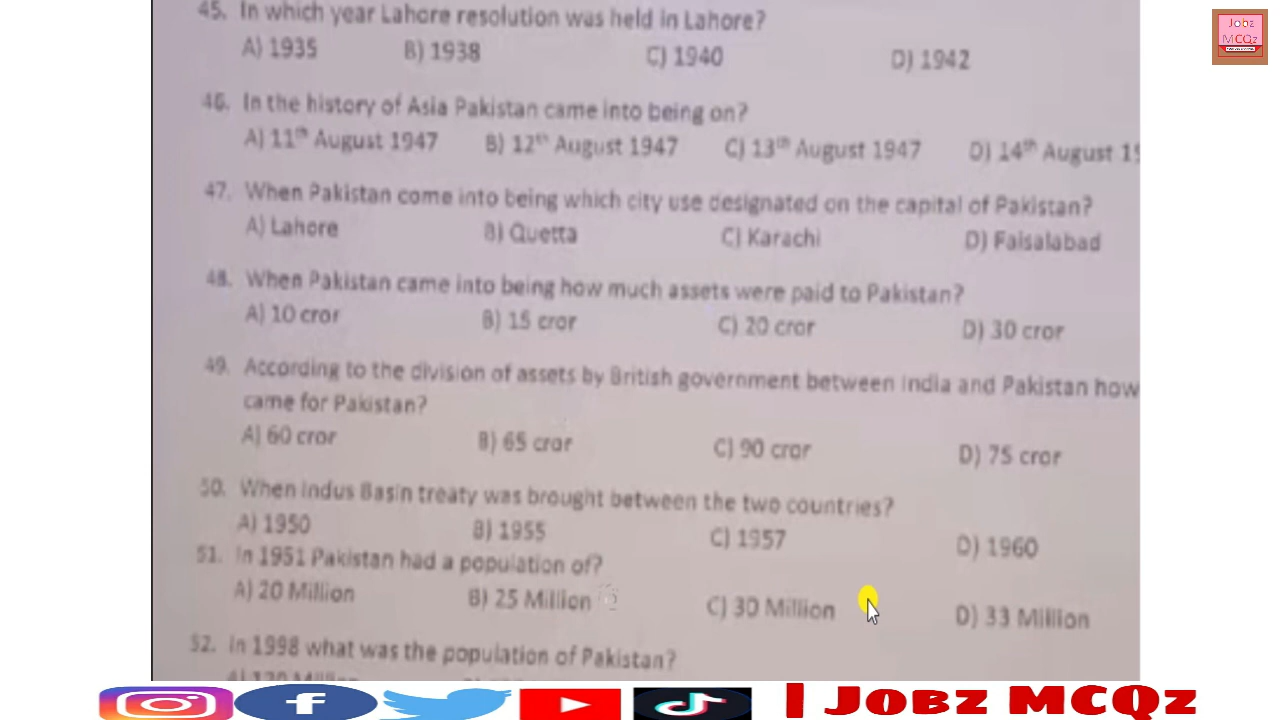 45. In which year Lahore resolution was held in Lahore?
A) 1935 B) 1938 C) 1940 D) 1942
46. In the history of Asia Pakistan came into being on?
A) 11th August 1947 B) 12th August 1947 C) 13th August 1947 D) 14th August 19
47. When Pakistan come into being which city use designated on the capital of Pakistan?
A) Lahore B) Quetta C) Karachi D) Faisalabad
48. When Pakistan came into being how much assets were paid to Pakistan?
A) 10 cror B) 15 cror C) 20 cror D) 30 cror
49. According to the division of assets by British government between India and Pakistan how
came for Pakistan?
A) 60 cror B) 65 cror C) 90 cror D) 75 cror
50. When Indus Basin treaty was brought between the two countries?
A) 1950 B) 1955 C) 1957 D) 1960
51. In 1951 Pakistan had a population of?
A) 20 Million B) 25 Million C) 30 Million D) 33 Million
52. In 1998 what was the population of Pakistan?
Jobz
MCQz
| Jobz MCQz